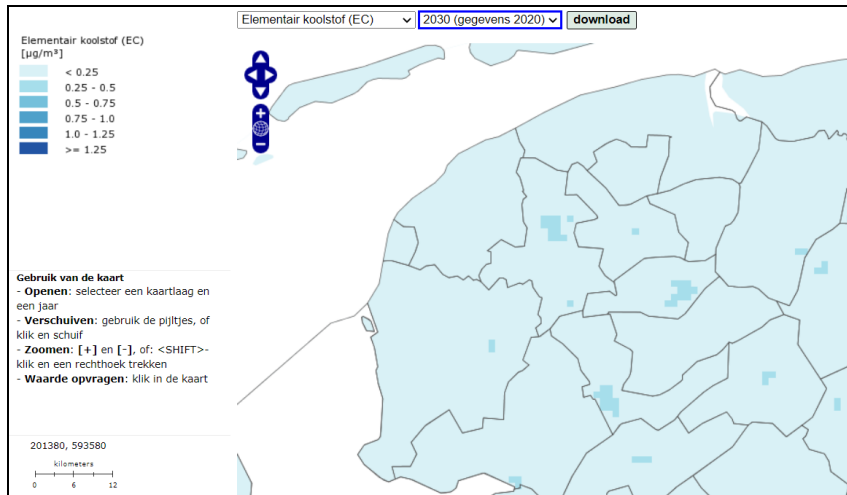 Elementair koolstof (EC) 2030 (gegevens 2020) download
Elementair koolstof (EC)
[µg/m³]
< 0.25
0.25 - 0.5
0.5 - 0.75
0.75 - 1.0
1.0 - 1.25
>= 1.25
Gebruik van de kaart
- Openen: selecteer een kaartlaag en
een jaar
- Verschuiven: gebruik de pijltjes, of
klik en schuif
- Zoomen: [+] en [-], of: <SHIFT>-
klik en een rechthoek trekken
- Waarde opvragen: klik in de kaart
201380, 593580
kilometers
0 6 12